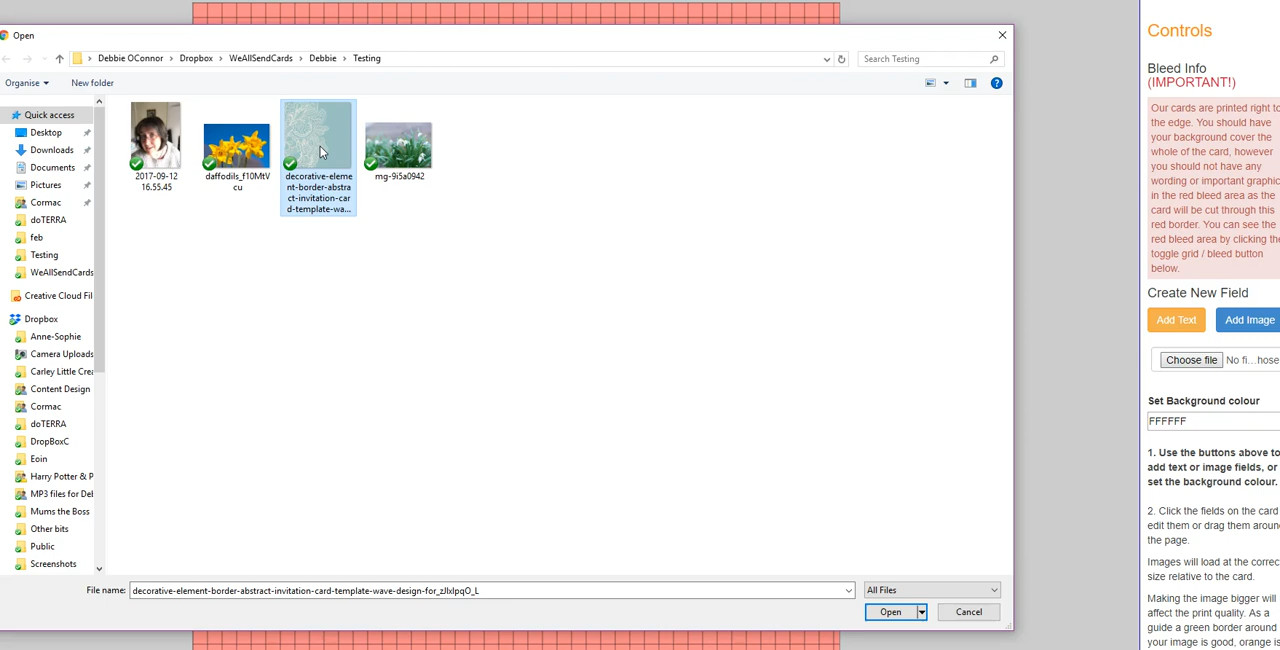 Open
Debbie OConnor > Dropbox > WeAllSendCards > Debbie > Testing
Search Testing
Organise
New folder
Quick access
Desktop
Downloads
Documents
Pictures
Cormac
doTERRA
feb
Testing
WeAllSendCards
Creative Cloud Fil
Dropbox
Anne-Sophie
Camera Uploads
Carley Little Crea
Content Design
Cormac
doTERRA
DropBoxC
Eoin
Harry Potter & P
MP3 files for Deb
Mums the Boss
Other bits
Public
Screenshots
2017-09-12
16.55.45
daffodils_f10MtV
cu
decorative-eleme
nt-border-abstra
ct-invitation-car
d-template-wa...
mg-9i5a0942
File name:
decorative-element-border-abstract-invitation-card-template-wave-design-for_zJlxlpqO_L
All Files
Open
Cancel
Controls
Bleed Info
(IMPORTANT!)
Our cards are printed right to
the edge. You should have
your background cover the
whole of the card, however
you should not have any
wording or important graphic
in the red bleed area as the
card will be cut through this
red border. You can see the
red bleed area by clicking the
toggle grid / bleed button
below.
Create New Field
Add Text
Add Image
Choose file No fi...hose
Set Background colour
FFFFFF
1. Use the buttons above to
add text or image fields, or
set the background colour.
2. Click the fields on the card
edit them or drag them around
the page.
Images will load at the correc
size relative to the card.
Making the image bigger will
affect the print quality. As a
guide a green border around
your image is good, orange is